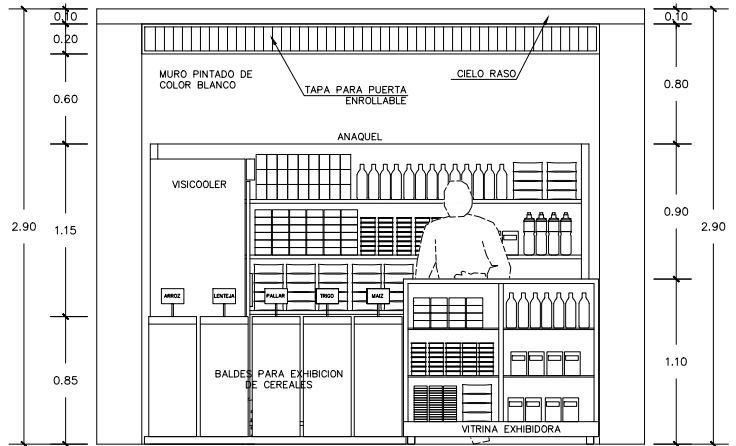 0.10
0.20
0.60
2.90
1.15
0.85
MURO PINTADO DE
COLOR BLANCO
TAPA PARA PUERTA
ENROLLABLE
CIELO RASO
ANAQUEL
VISICOOLER
ARROZ
LENTEJA
PALLAR
TRIGO
MAIZ
BALDES PARA EXHIBICION
DE CEREALES
VITRINA EXHIBIDORA
0.10
0.80
0.90
2.90
1.10